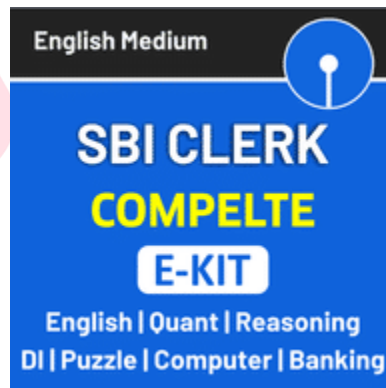 English Medium
SBI CLERK
COMPELTE
E-KIT
English | Quant | Reasoning
DI | Puzzle | Computer | Banking